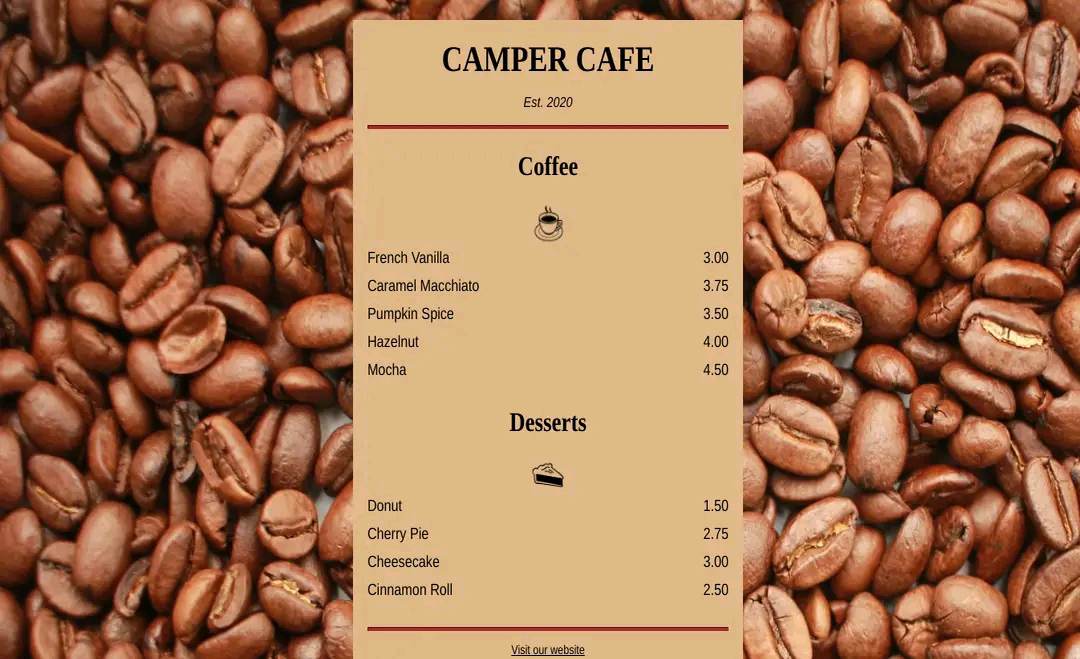 CAMPER CAFE
Est. 2020
Coffee
French Vanilla 3.00
Caramel Macchiato 3.75
Pumpkin Spice 3.50
Hazelnut 4.00
Mocha 4.50
Desserts
Donut 1.50
Cherry Pie 2.75
Cheesecake 3.00
Cinnamon Roll 2.50
Visit our website